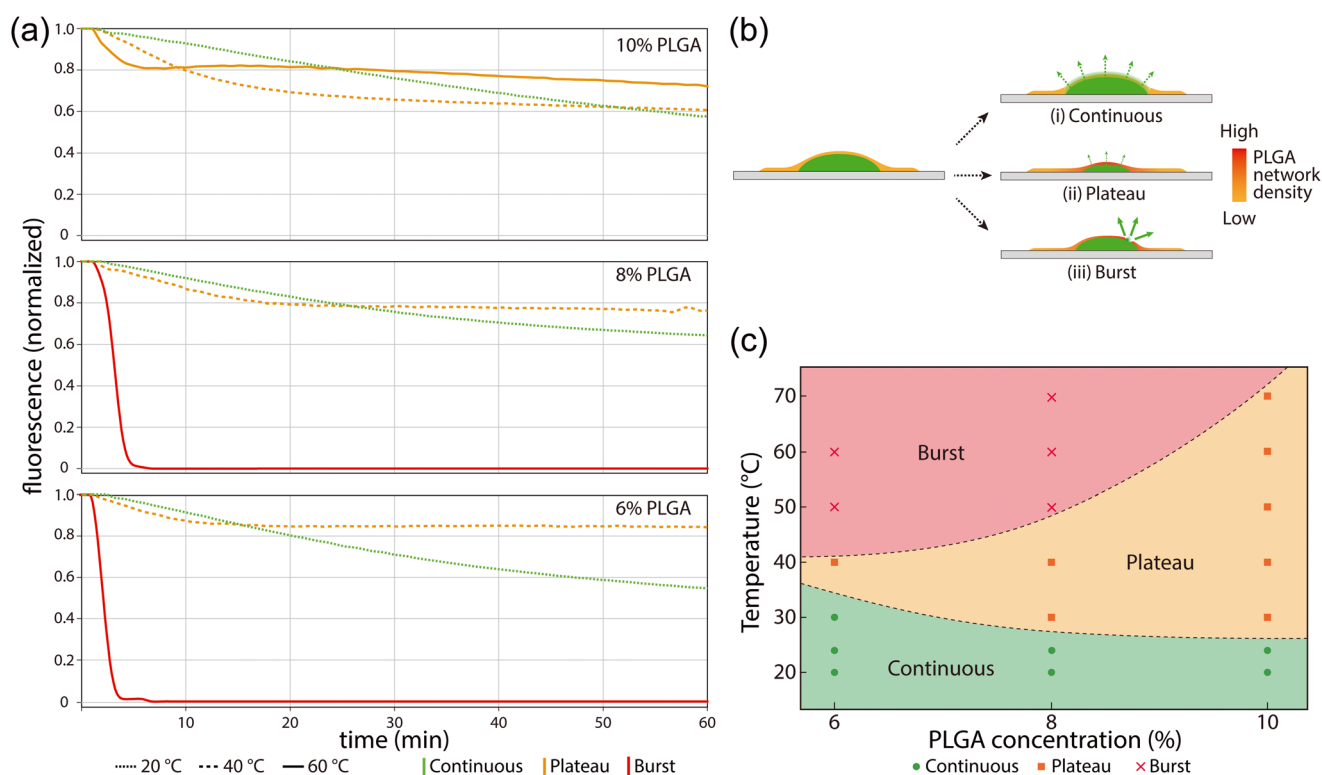 (a)
1.0
0.8
0.6
0.4
0.2
0
10% PLGA
1.0
0.8
0.6
0.4
0.2
0
8% PLGA
1.0
0.8
0.6
0.4
0.2
0
6% PLGA
fluorescence (normalized)
10
20
30
40
50
60
time (min)
20 °C
40 °C
60 °C
Continuous
Plateau
Burst
(b)
(i) Continuous
(ii) Plateau
(iii) Burst
High
PLGA
network
density
Low
(c)
Temperature (°C)
70
60
50
40
30
20
Burst
Plateau
Continuous
6
8
10
PLGA concentration (%)
Continuous
Plateau
Burst